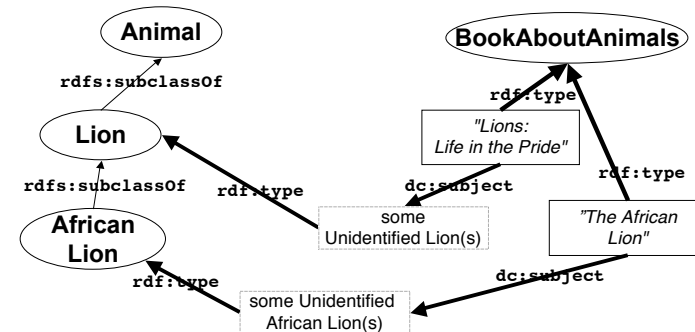 Animal
BookAboutAnimals
rdfs:subclassOf
rdf:type
Lion
"Lions:
Life in the Pride"
rdfs:subclassOf
rdf:type
dc:subject
rdf:type
African
Lion
some
Unidentified Lion(s)
"The African
Lion"
rdf:type
dc:subject
some Unidentified
African Lion(s)